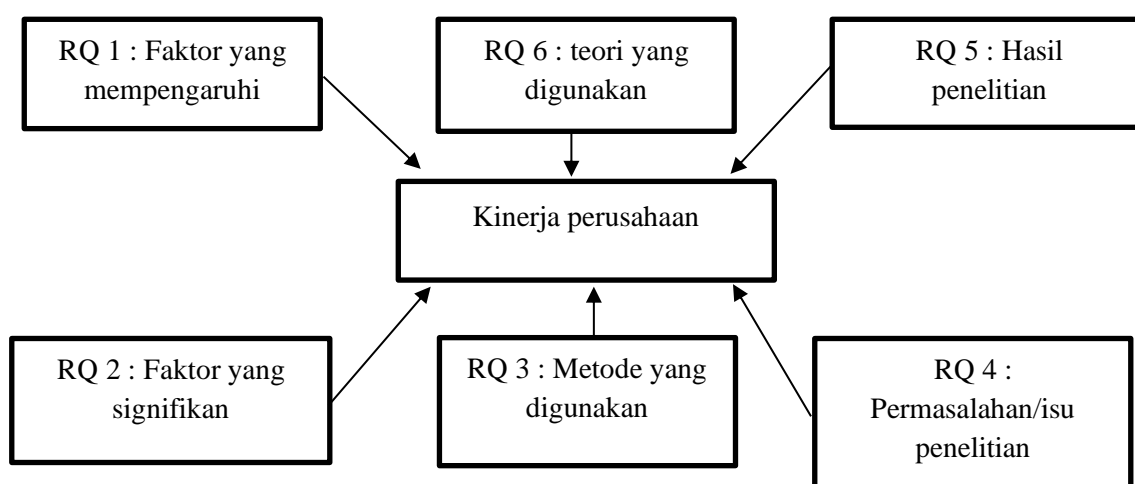 RQ 1 : Faktor yang
mempengaruhi
RQ 6 : teori yang
digunakan
RQ 5 : Hasil
penelitian
Kinerja perusahaan
RQ 2 : Faktor yang
signifikan
RQ 3 : Metode yang
digunakan
RQ 4 :
Permasalahan/isu
penelitian